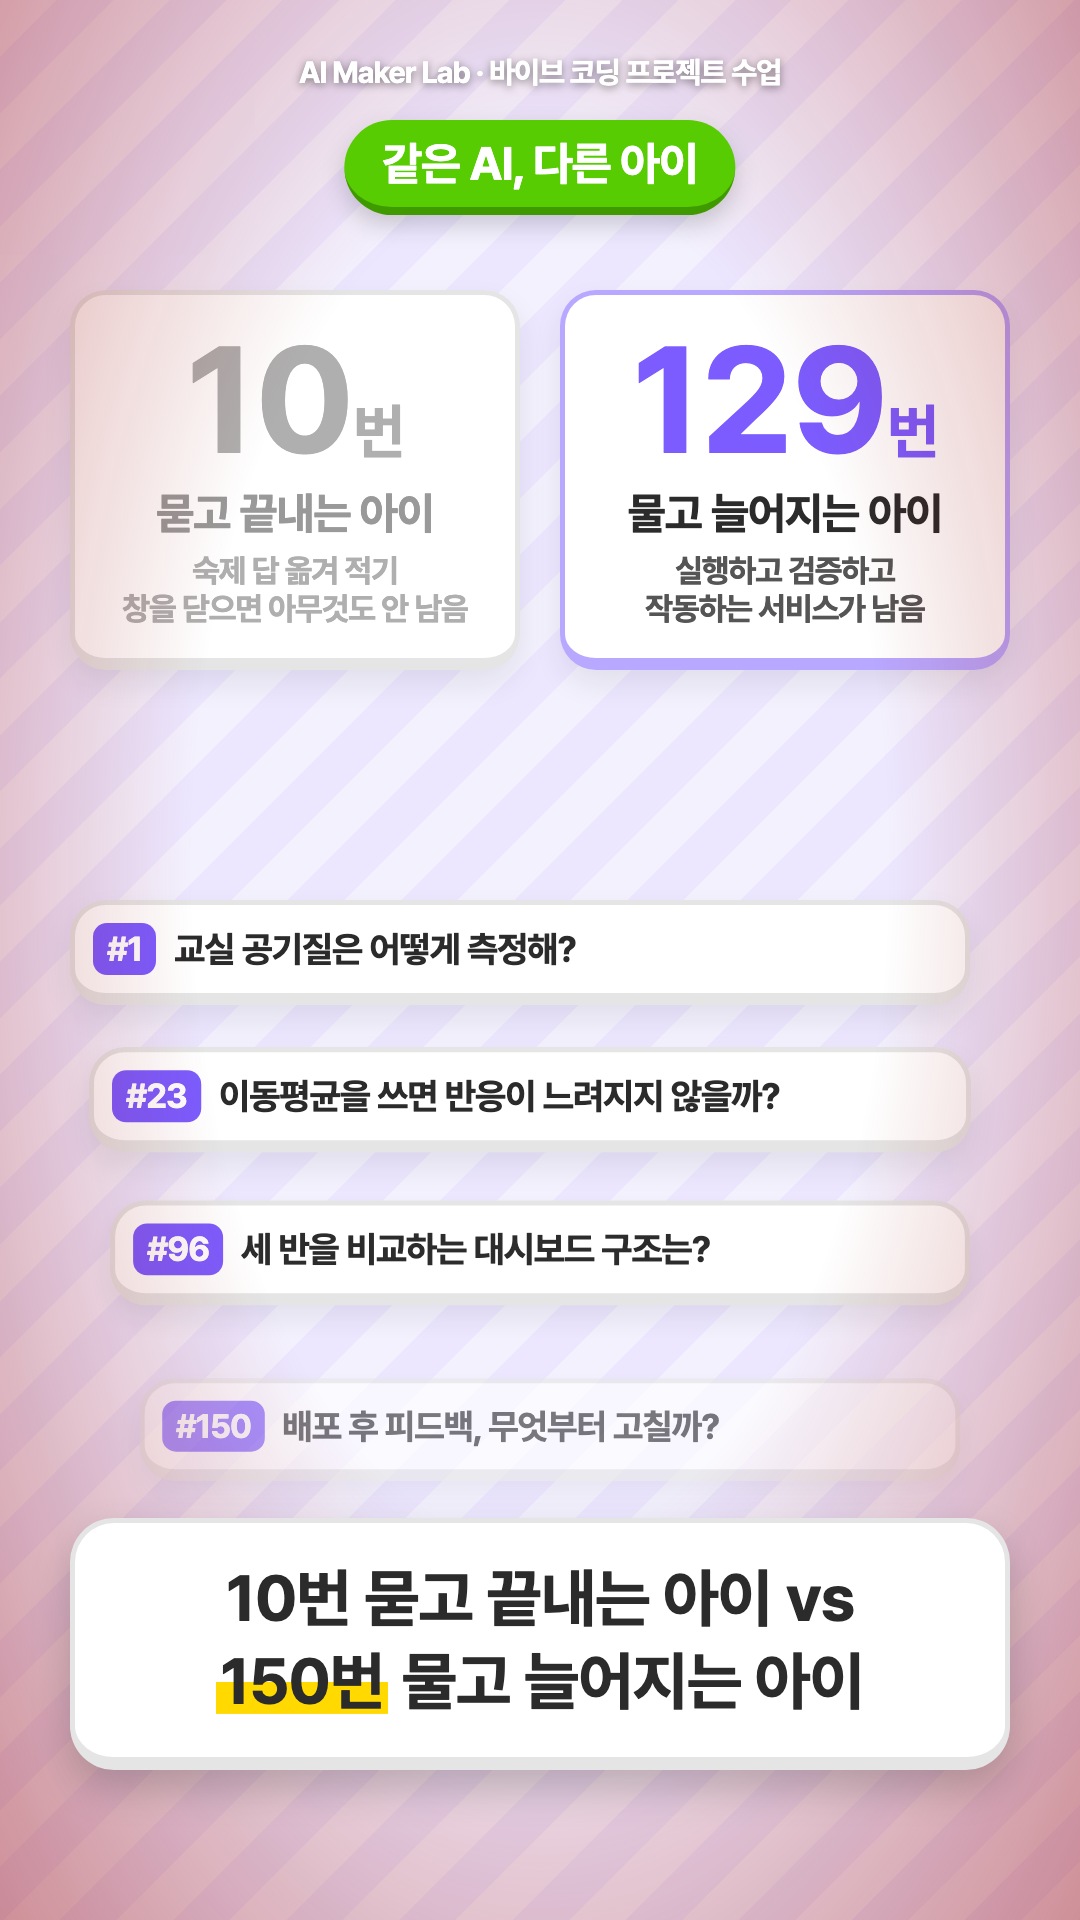 AI Maker Lab · 바이브 코딩 프로젝트 수업
같은 AI, 다른 아이
10번
묻고 끝내는 아이
숙제 답 옮겨 적기
창을 닫으면 아무것도 안 남음
129번
물고 늘어지는 아이
실행하고 검증하고
작동하는 서비스가 남음
#1 교실 공기질은 어떻게 측정해?
#23 이동평균을 쓰면 반응이 느려지지 않을까?
#96 세 반을 비교하는 대시보드 구조는?
#150 배포 후 피드백, 무엇부터 고칠까?
10번 묻고 끝내는 아이 vs
150번 물고 늘어지는 아이